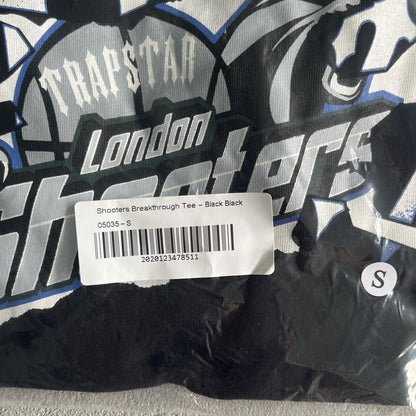 TRAPSTAR
London
Shooters
Shooters Breakthrough Tee – Black Black
05035 – S
2020123478511
S